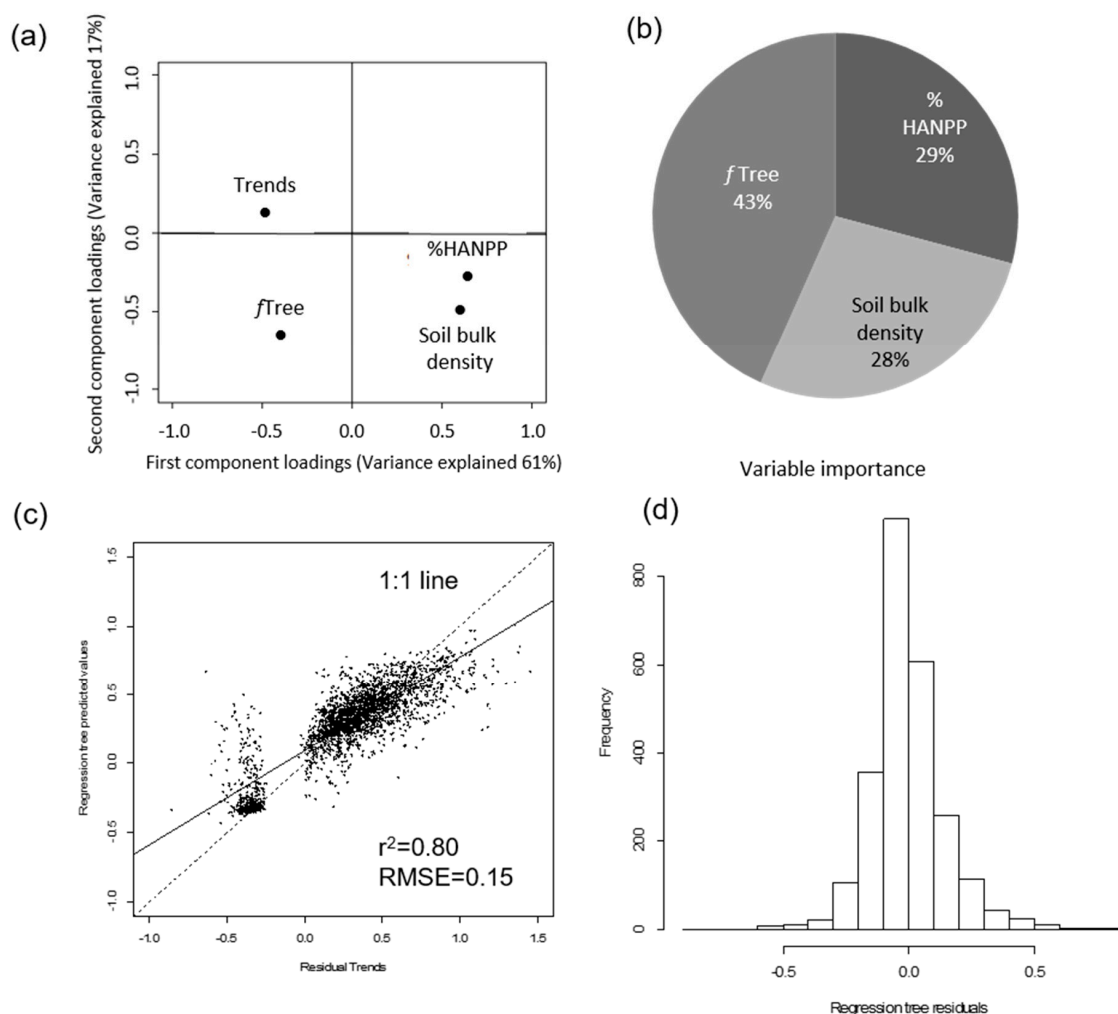 (a)
Second component loadings (Variance explained 17%)
1.0
0.5
0.0
-0.5
-1.0
Trends
%HANPP
fTree
Soil bulk
density
-1.0
-0.5
0.0
0.5
1.0
First component loadings (Variance explained 61%)
(b)
%
HANPP
29%
f Tree
43%
Soil bulk
density
28%
Variable importance
(c)
Regression tree predicted values
1.5
1.0
0.5
0.0
-0.5
-1.0
1:1 line
r²=0.80
RMSE=0.15
-1.0
-0.5
0.0
0.5
1.0
1.5
Residual Trends
(d)
Frequency
800
600
400
200
0
-0.5
0.0
0.5
Regression tree residuals